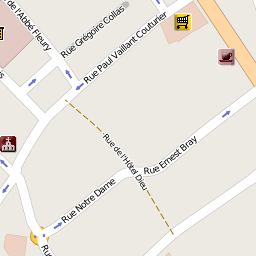 de l'Abbé Fleury
Rue Grégoire Collas
Rue Paul Vaillant Couturier
Rue de l'Hôtel Dieu
Rue Ernest Bray
Rue Notre Dame
Ru